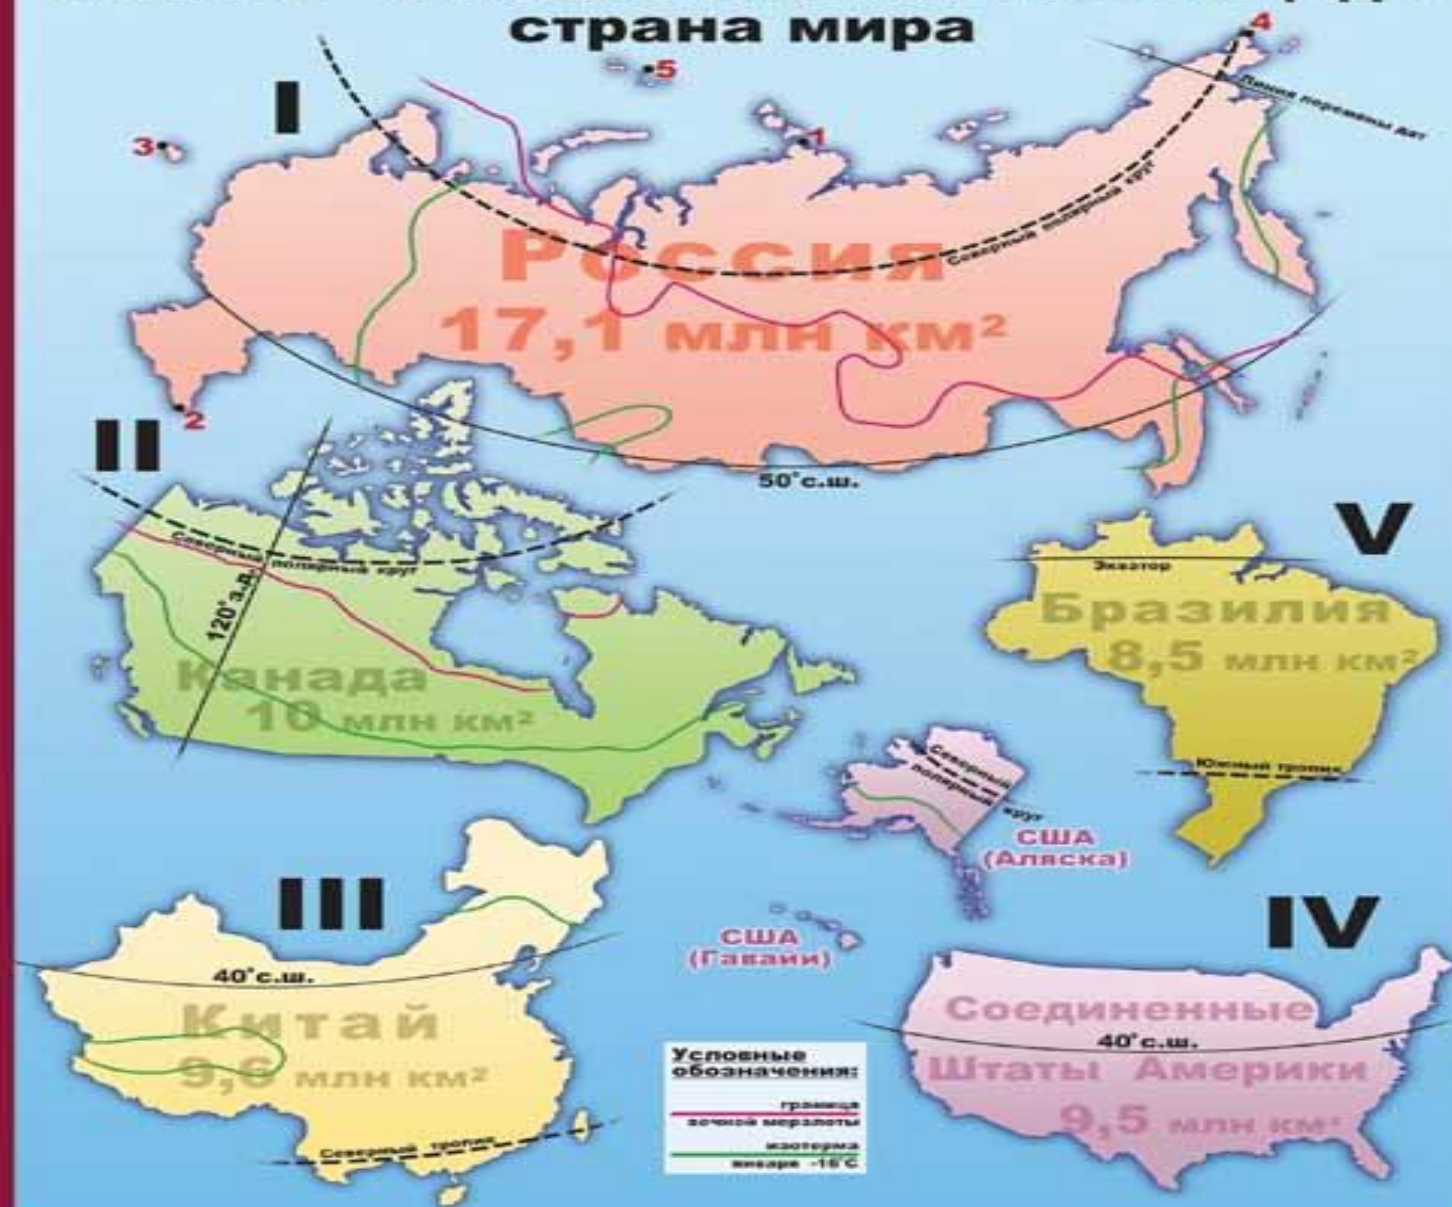 страна мира
4
5
I
Линия перемены дат
3
1
Северный полярный круг
Россия
17,1 млн км²
2
II
50°с.ш.
V
Северный
полярный круг
Экватор
120°з.д.
Бразилия
8,5 млн км²
Канада
10 млн км²
Южный тропик
Северный
полярный круг
США
(Аляска)
III
IV
США
(Гавайи)
40°с.ш.
Соединенные
Китай
40°с.ш.
9,6 млн км²
Штаты Америки
9,5 млн км²
Условные
обозначения:
граница
вечной мерзлоты
изотерма
января -16°С
Северный тропик